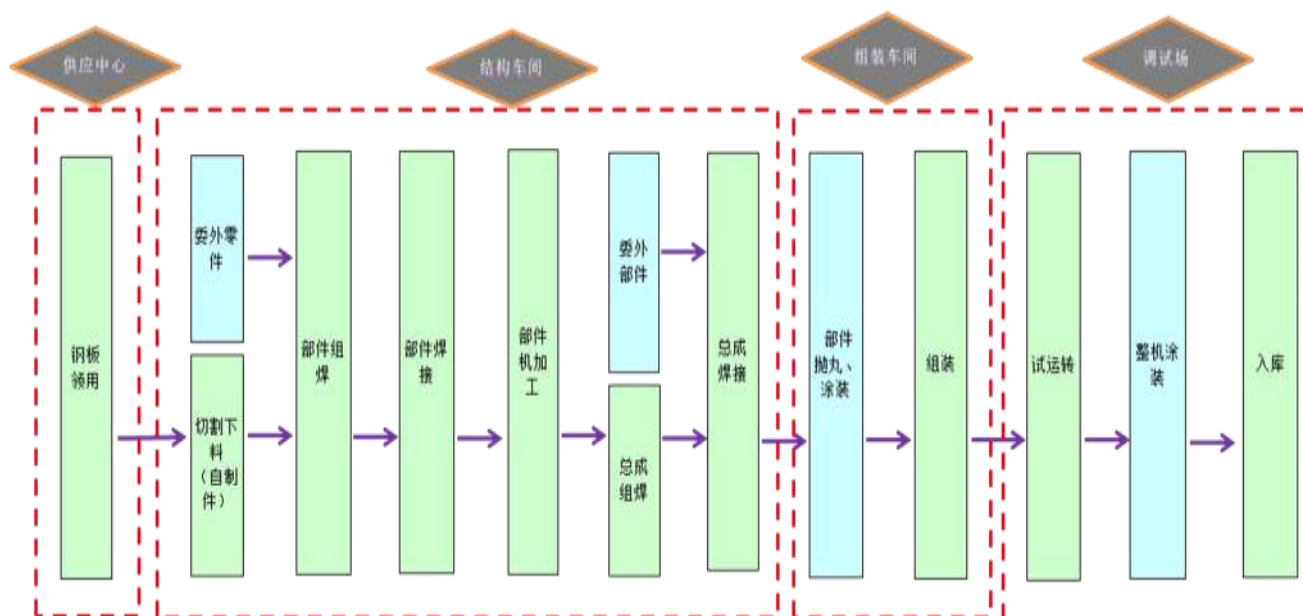 供应中心
结构车间
组装车间
调试场
钢板
领用
委外零
件
切割下
料
（自制
件）
部件组
焊
部件焊
接
部件
机加
工
委外
部件
总成
组焊
总成
焊接
部件
抛丸、
涂装
组装
试运转
整机涂
装
入库